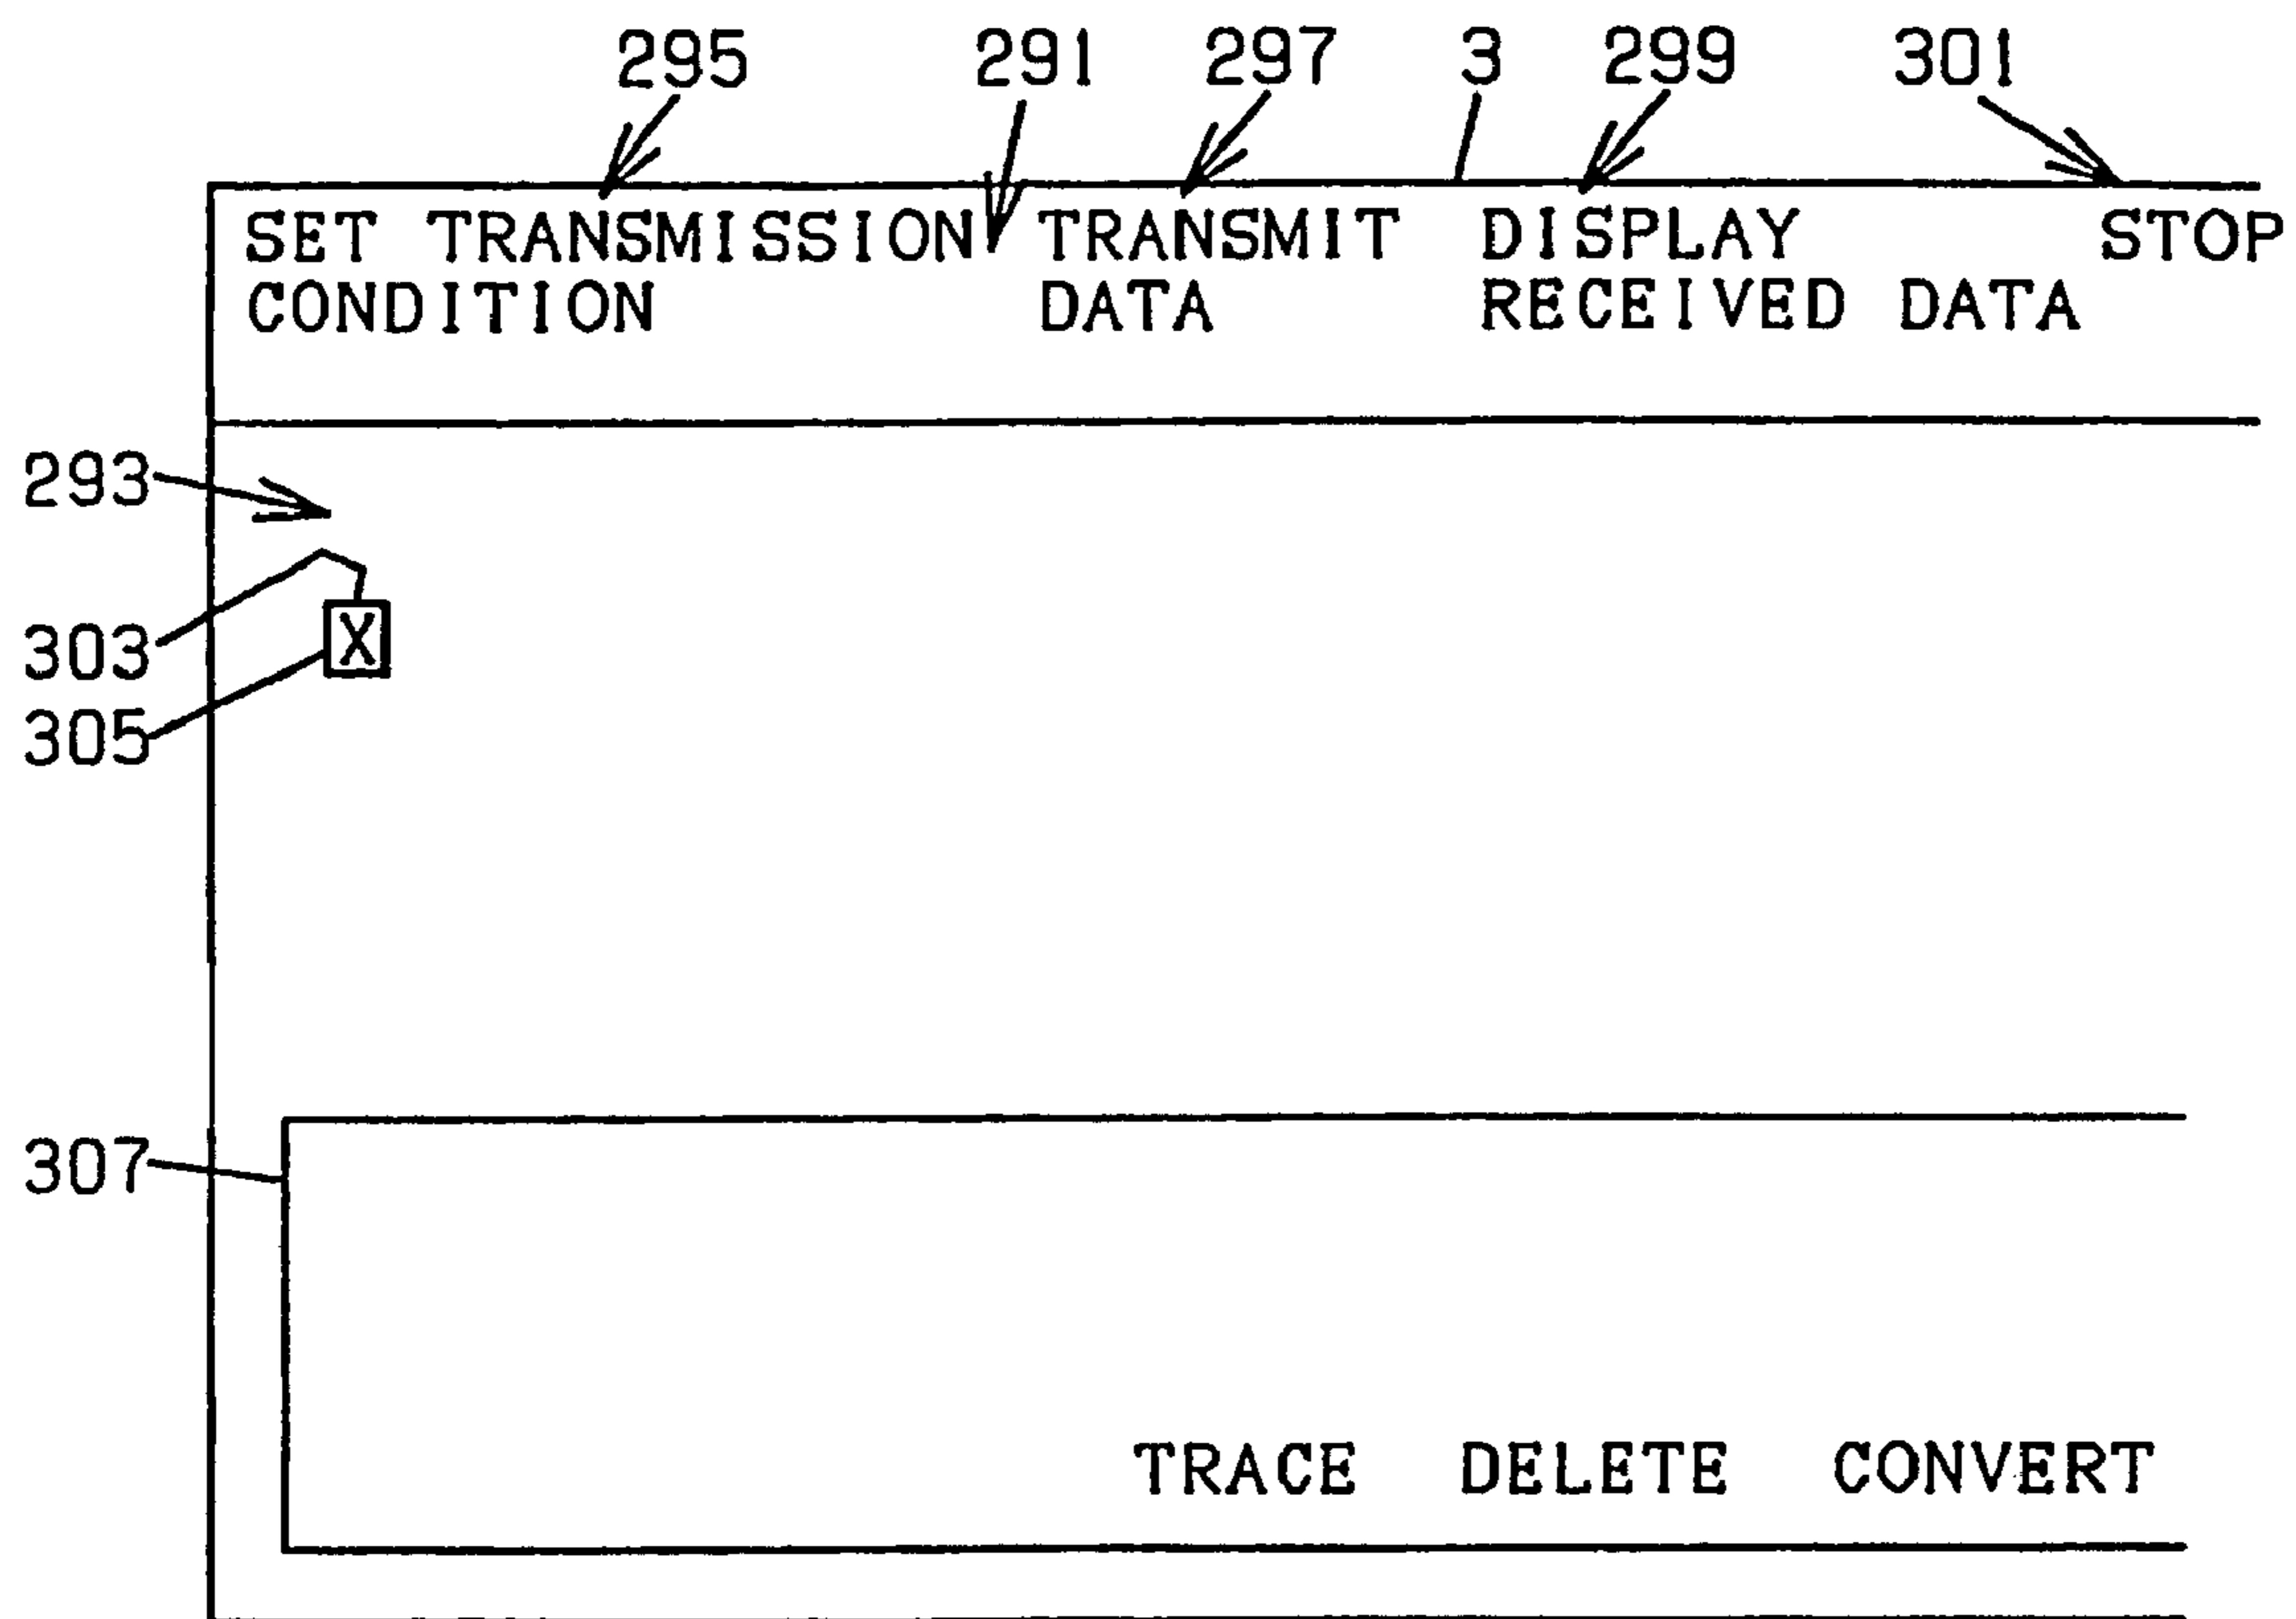 295 291 297 3 299 301
SET TRANSMISSION TRANSMIT DISPLAY STOP
CONDITION DATA RECEIVED DATA
293
303
X
305
307
TRACE DELETE CONVERT